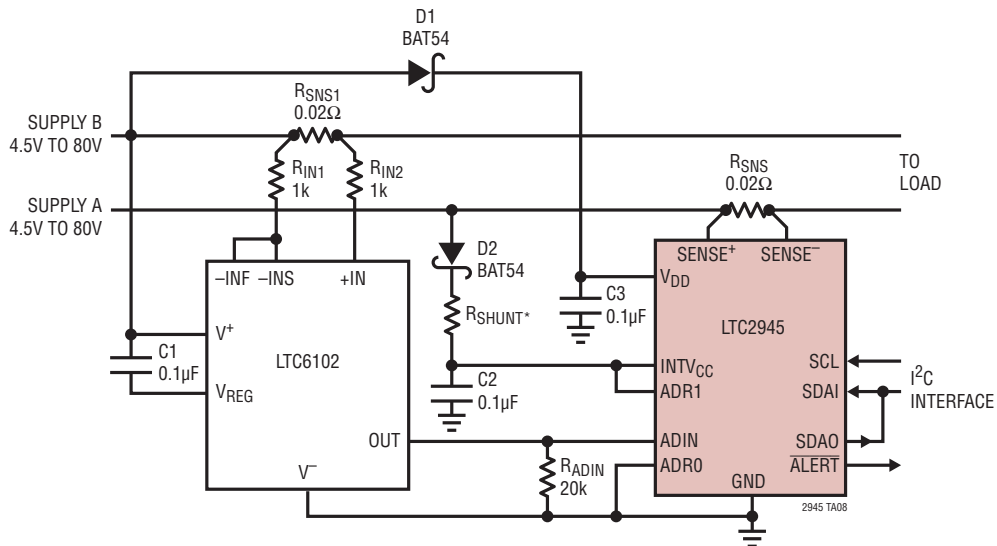 D1
BAT54
RSNS1
0.02Ω
SUPPLY B
4.5V TO 80V
RIN1
1k
RIN2
1k
RSNS
0.02Ω
TO
LOAD
SUPPLY A
4.5V TO 80V
D2
BAT54
SENSE+
SENSE–
–INF
–INS
+IN
VDD
C3
0.1µF
RSHUNT*
LTC2945
V+
LTC6102
C1
0.1µF
VREG
INTVCC
ADR1
SCL
SDAI
I2C
INTERFACE
C2
0.1µF
OUT
ADIN
SDAO
RADIN
20k
ADR0
ALERT
V–
GND
2945 TA08